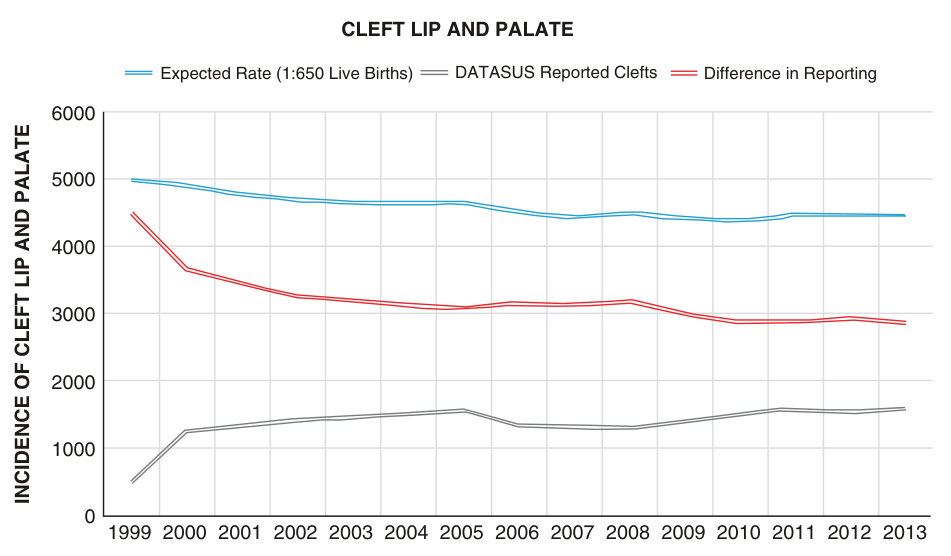 CLEFT LIP AND PALATE
Expected Rate (1:650 Live Births) DATASUS Reported Clefts Difference in Reporting
INCIDENCE OF CLEFT LIP AND PALATE
6000
5000
4000
3000
2000
1000
0
1999 2000 2001 2002 2003 2004 2005 2006 2007 2008 2009 2010 2011 2012 2013